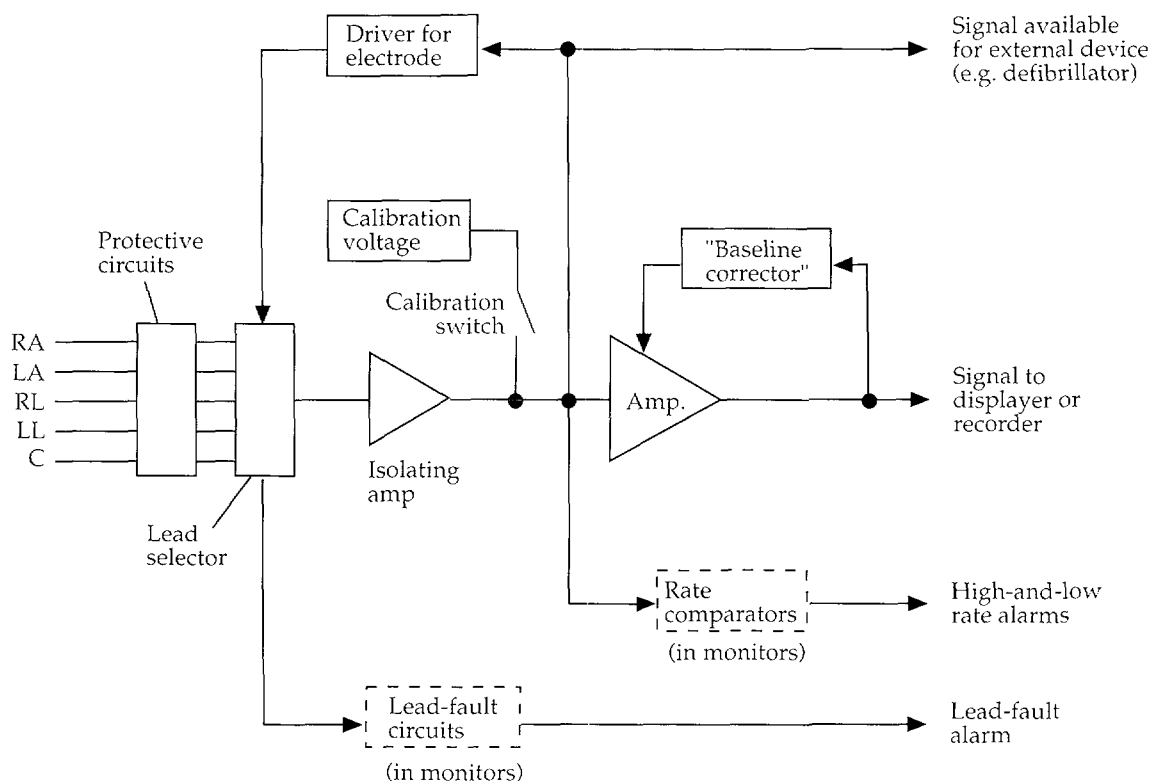 Driver for
electrode
Signal available
for external device
(e.g. defibrillator)
Calibration
voltage
Protective
circuits
"Baseline
corrector"
Calibration
switch
RA
LA
RL
LL
C
Amp.
Signal to
displayer or
recorder
Isolating
amp
Lead
selector
Rate
comparators
(in monitors)
High-and-low
rate alarms
Lead-fault
circuits
(in monitors)
Lead-fault
alarm